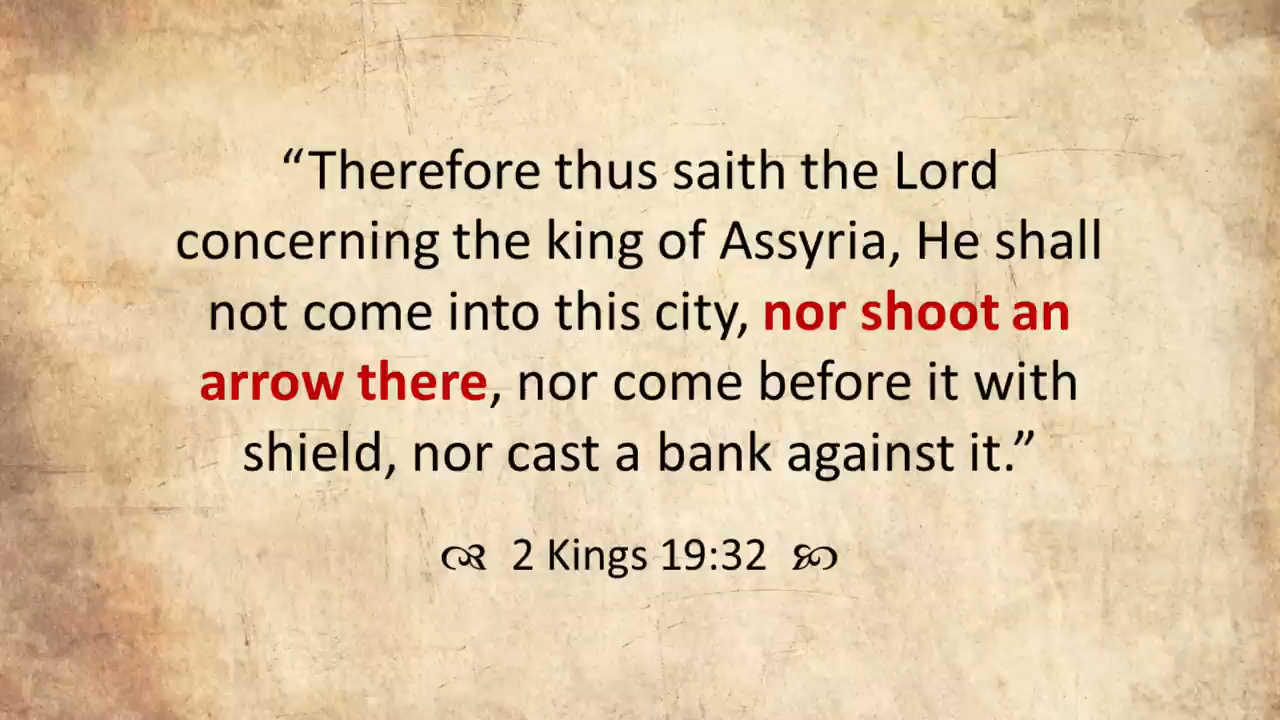 “Therefore thus saith the Lord
concerning the king of Assyria, He shall
not come into this city, nor shoot an
arrow there, nor come before it with
shield, nor cast a bank against it.”
2 Kings 19:32